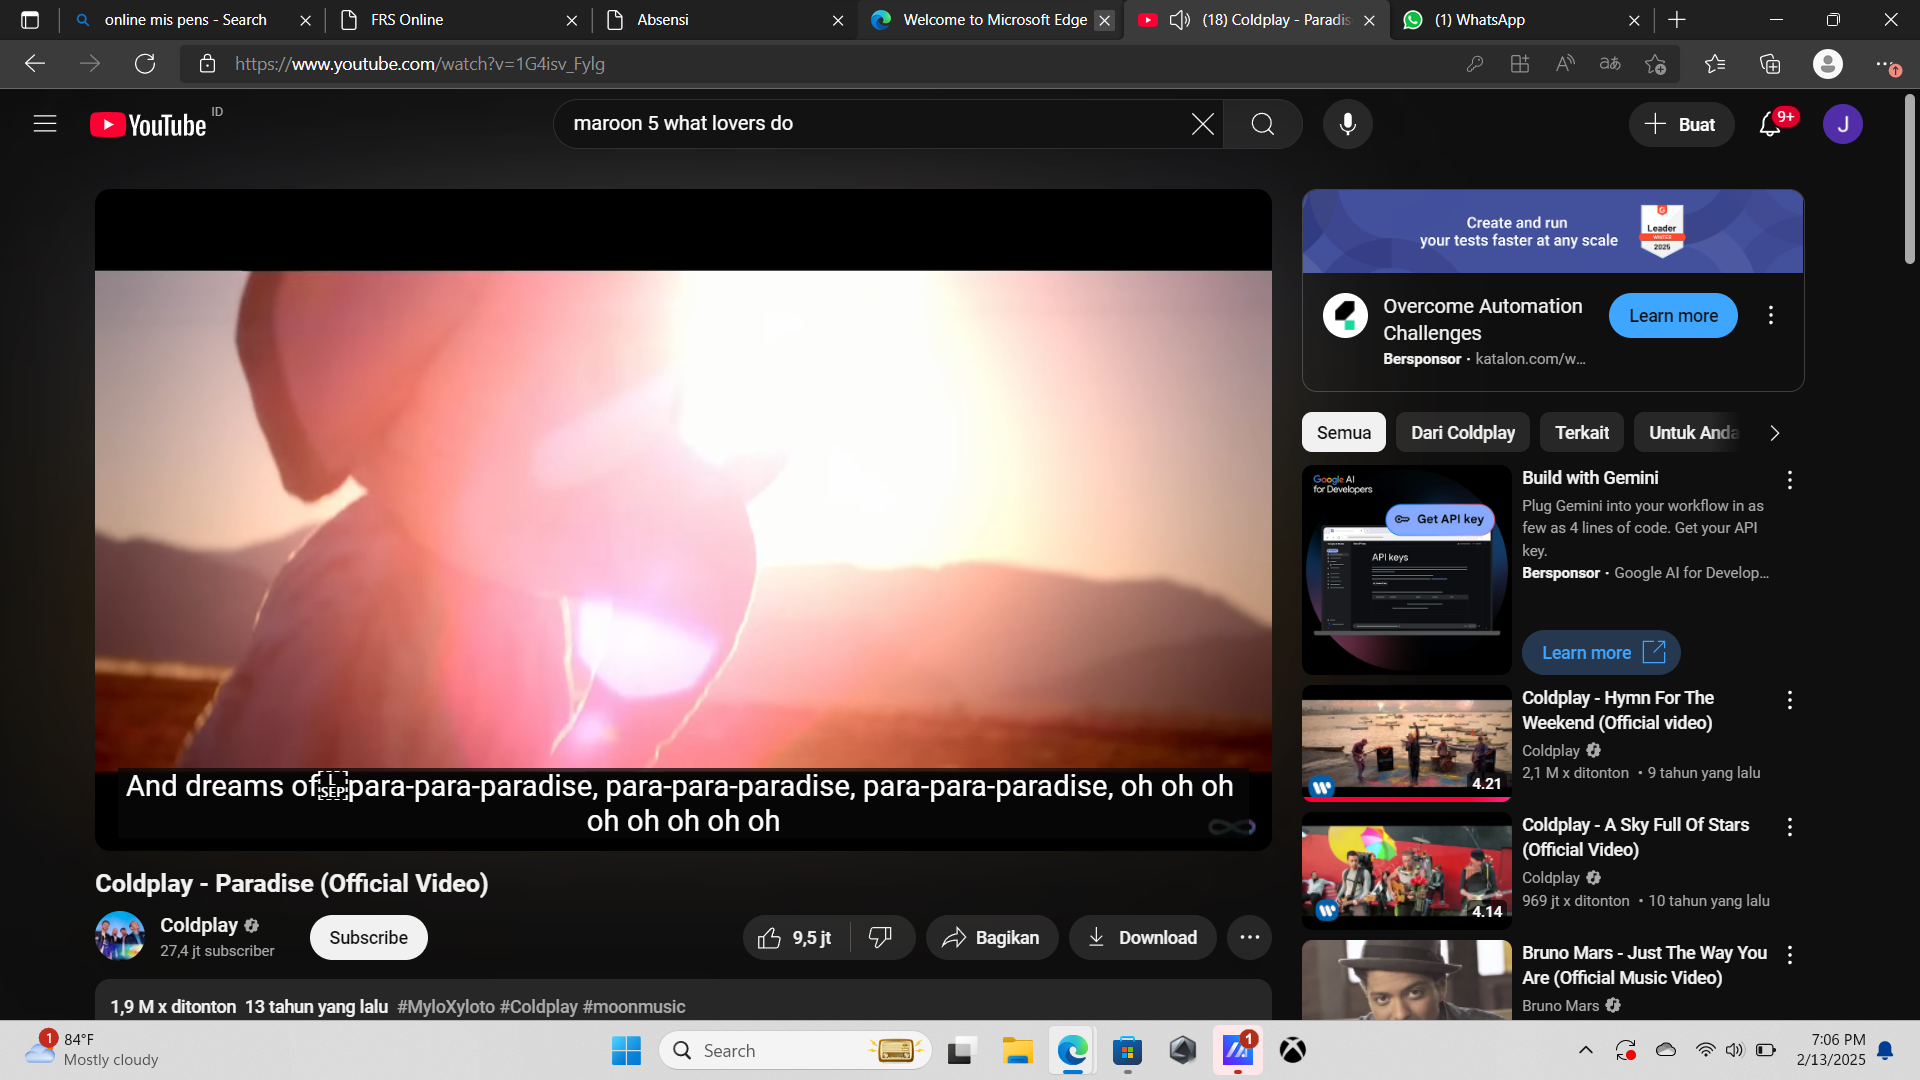 online mis pens - Search
FRS Online
Absensi
Welcome to Microsoft Edge
(18) Coldplay - Paradis
(1) WhatsApp
https://www.youtube.com/watch?v=1G4isv_Fylg
YouTube ID
maroon 5 what lovers do
Buat
9+
J
Create and run
your tests faster at any scale
Leader
WINTER
2025
Overcome Automation
Challenges
Bersponsor • katalon.com/w...
Learn more
Semua
Dari Coldplay
Terkait
Untuk Anda
Google AI
for Developers
Get API key
API keys
Build with Gemini
Plug Gemini into your workflow in as
few as 4 lines of code. Get your API
key.
Bersponsor • Google AI for Develop...
Learn more
And dreams of L SEP para-para-paradise, para-para-paradise, para-para-paradise, oh oh oh
oh oh oh oh oh
Coldplay - Hymn For The
Weekend (Official video)
Coldplay
2,1 M x ditonton • 9 tahun yang lalu
4.21
Coldplay - A Sky Full Of Stars
(Official Video)
Coldplay
969 jt x ditonton • 10 tahun yang lalu
4.14
Bruno Mars - Just The Way You
Are (Official Music Video)
Bruno Mars
Coldplay - Paradise (Official Video)
Coldplay
27,4 jt subscriber
Subscribe
9,5 jt
Bagikan
Download
1,9 M x ditonton 13 tahun yang lalu #MyloXyloto #Coldplay #moonmusic
1
84°F
Mostly cloudy
Search
1
7:06 PM
2/13/2025